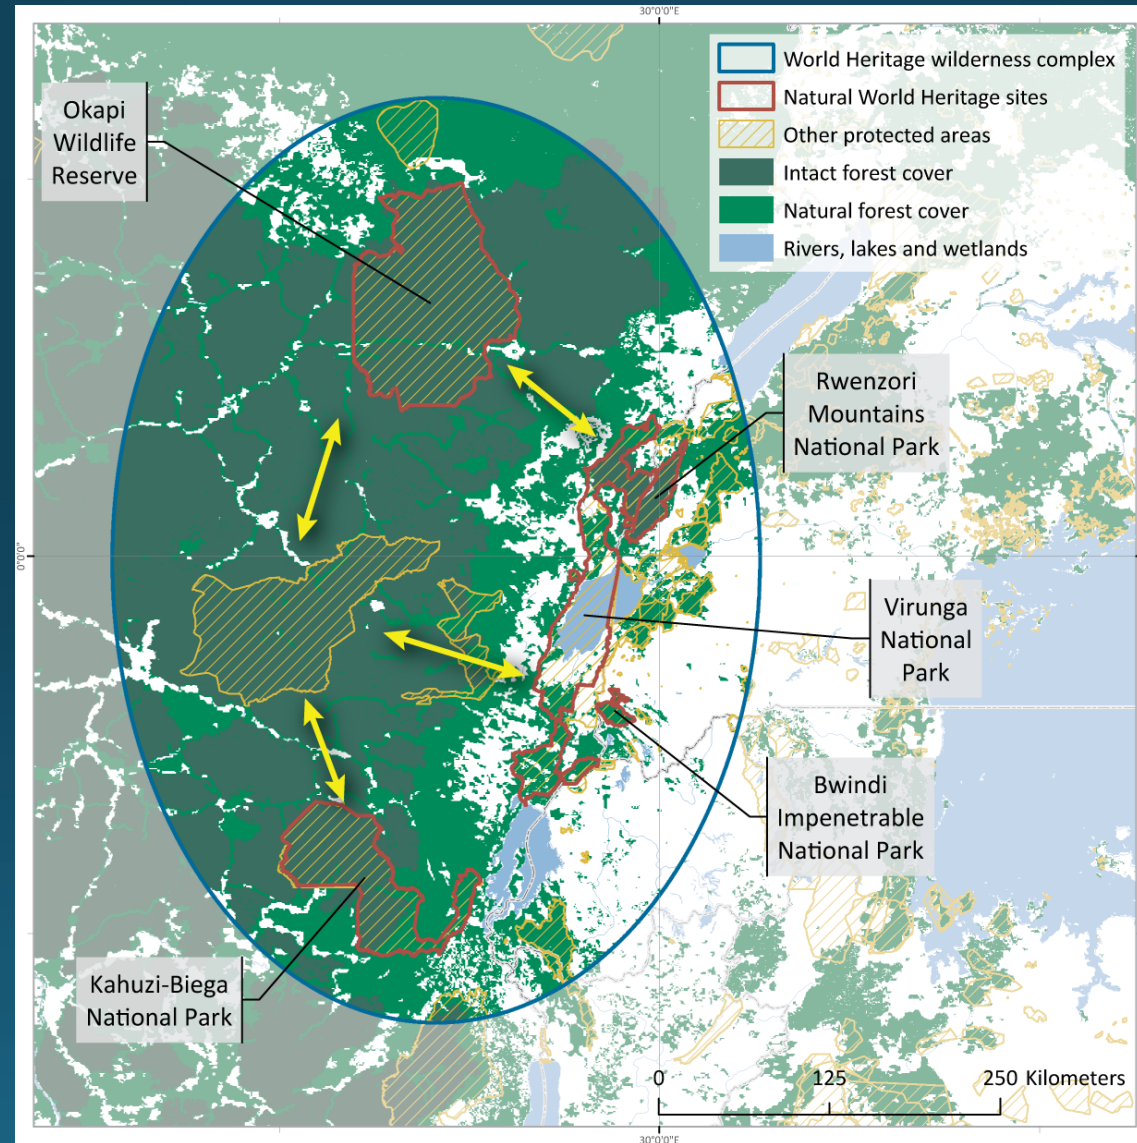 30°0'0"E
World Heritage wilderness complex
Natural World Heritage sites
Other protected areas
Intact forest cover
Natural forest cover
Rivers, lakes and wetlands
Okapi
Wildlife
Reserve
Rwenzori
Mountains
National Park
0°0'0"
Virunga
National
Park
Bwindi
Impenetrable
National Park
Kahuzi-Biega
National Park
0 125 250 Kilometers
30°0'0"E